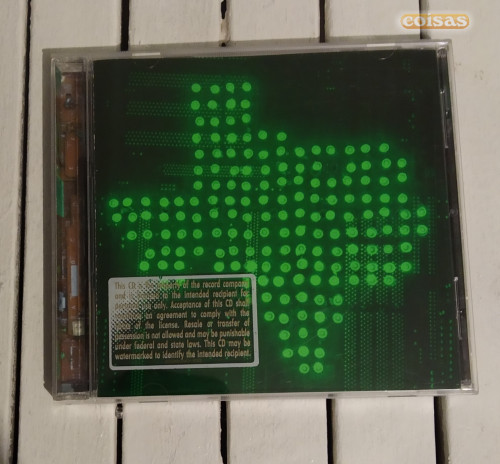 eoisas
This CD is the property of the record company
and is licensed to the intended recipient for
personal use only. Acceptance of this CD shall
constitute an agreement to comply with the
terms of the license. Resale or transfer of
possession is not allowed and may be punishable
under federal and state laws. This CD may be
watermarked to identify the intended recipient.